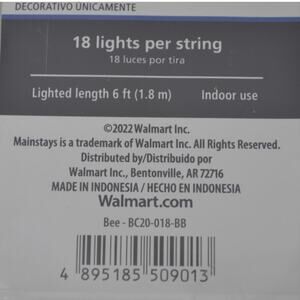 DECORATIVO ÚNICAMENTE
18 lights per string
18 luces por tira
Lighted length 6 ft (1.8 m) Indoor use
©2022 Walmart Inc.
Mainstays is a trademark of Walmart Inc. All Rights Reserved.
Distributed by/Distribuido por
Walmart Inc., Bentonville, AR 72716
MADE IN INDONESIA / HECHO EN INDONESIA
Walmart.com
Bee - BC20-018-BB
4 895185 509013